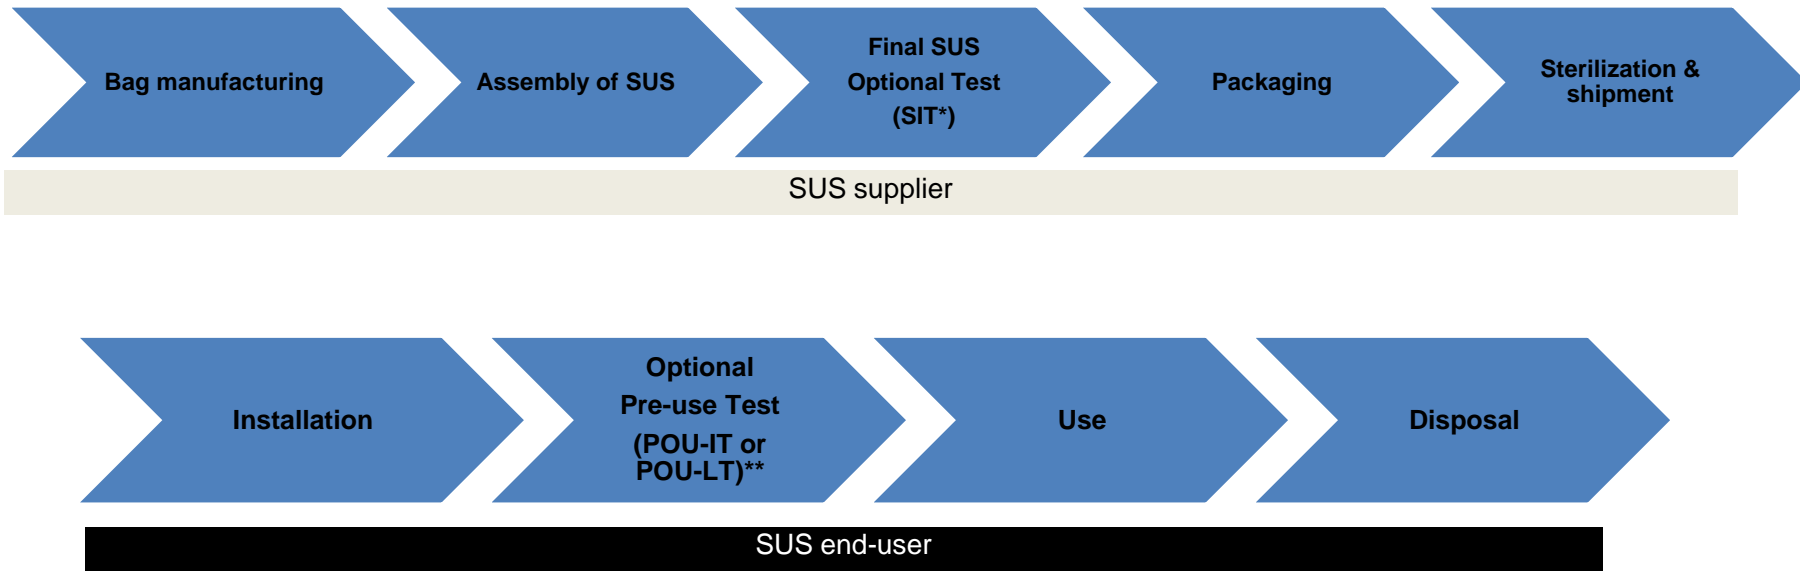 Bag manufacturing
Assembly of SUS
Final SUS
Optional Test
(SIT*)
Packaging
Sterilization &
shipment
SUS supplier
Installation
Optional
Pre-use Test
(POU-IT or
POU-LT)**
Use
Disposal
SUS end-user